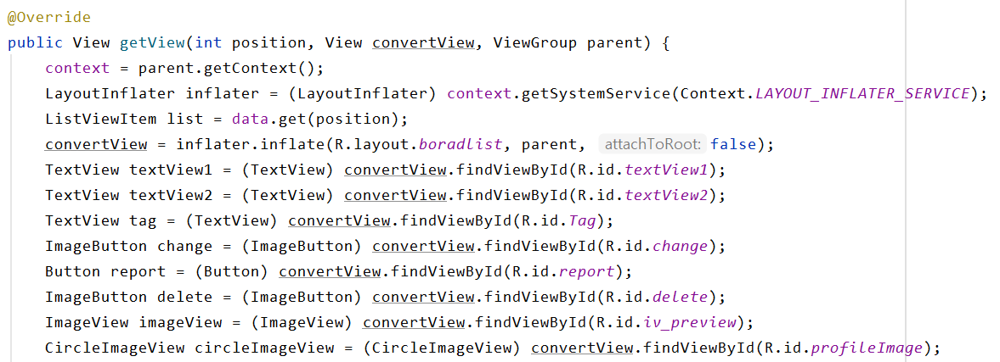 @Override
public View getView(int position, View convertView, ViewGroup parent) {
context = parent.getContext();
LayoutInflater inflater = (LayoutInflater) context.getSystemService(Context.LAYOUT_INFLATER_SERVICE);
ListViewItem list = data.get(position);
convertView = inflater.inflate(R.layout.boradlist, parent, attachToRoot: false);
TextView textView1 = (TextView) convertView.findViewById(R.id.textView1);
TextView textView2 = (TextView) convertView.findViewById(R.id.textView2);
TextView tag = (TextView) convertView.findViewById(R.id.Tag);
ImageButton change = (ImageButton) convertView.findViewById(R.id.change);
Button report = (Button) convertView.findViewById(R.id.report);
ImageButton delete = (ImageButton) convertView.findViewById(R.id.delete);
ImageView imageView = (ImageView) convertView.findViewById(R.id.iv_preview);
CircleImageView circleImageView = (CircleImageView) convertView.findViewById(R.id.profileImage);